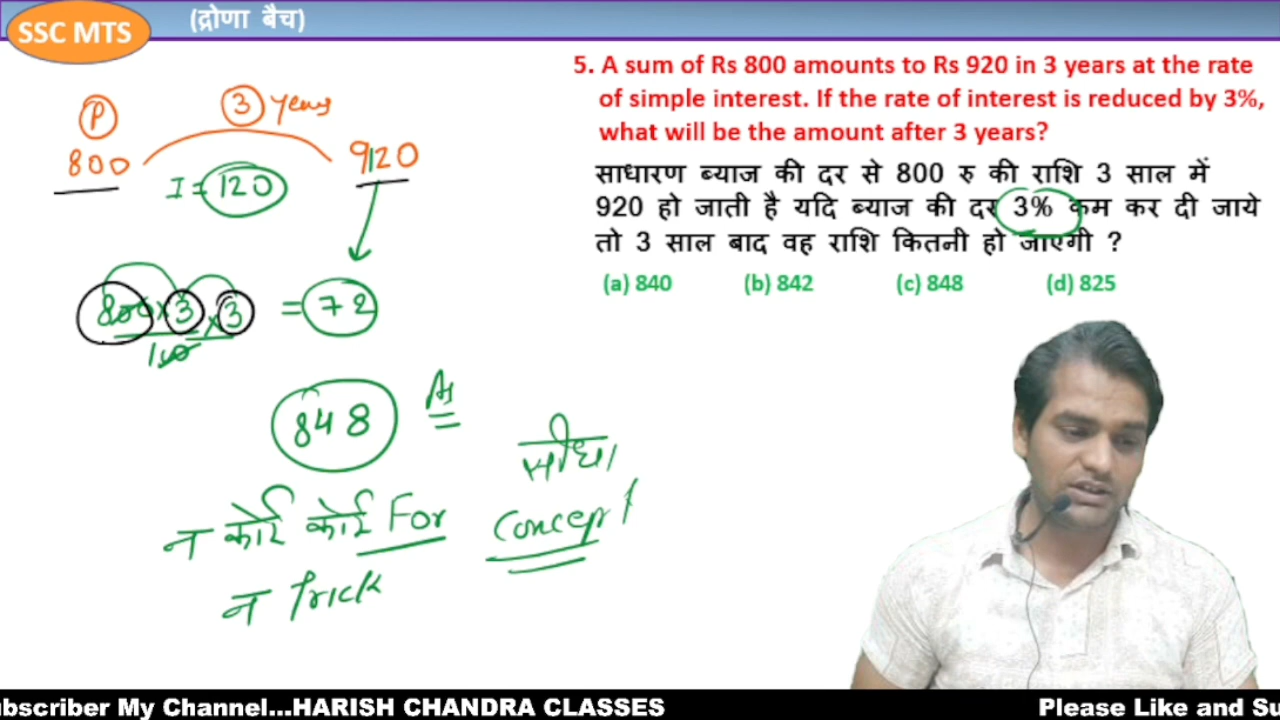 (द्रोणा बैच)
SSC MTS
5. A sum of Rs 800 amounts to Rs 920 in 3 years at the rate
of simple interest. If the rate of interest is reduced by 3%,
what will be the amount after 3 years?
साधारण ब्याज की दर से 800 रु की राशि 3 साल में
920 हो जाती है यदि ब्याज की दर 3% कम कर दी जाये
तो 3 साल बाद वह राशि कितनी हो जाएगी ?
(a) 840 (b) 842 (c) 848 (d) 825
P 3 years
800 920
I = 120
800 × 3 × 3 = 72
100
848 As
सीधा
न कोई कोई For Concept
न Trick
ubscriber My Channel...HARISH CHANDRA CLASSES Please Like and Su